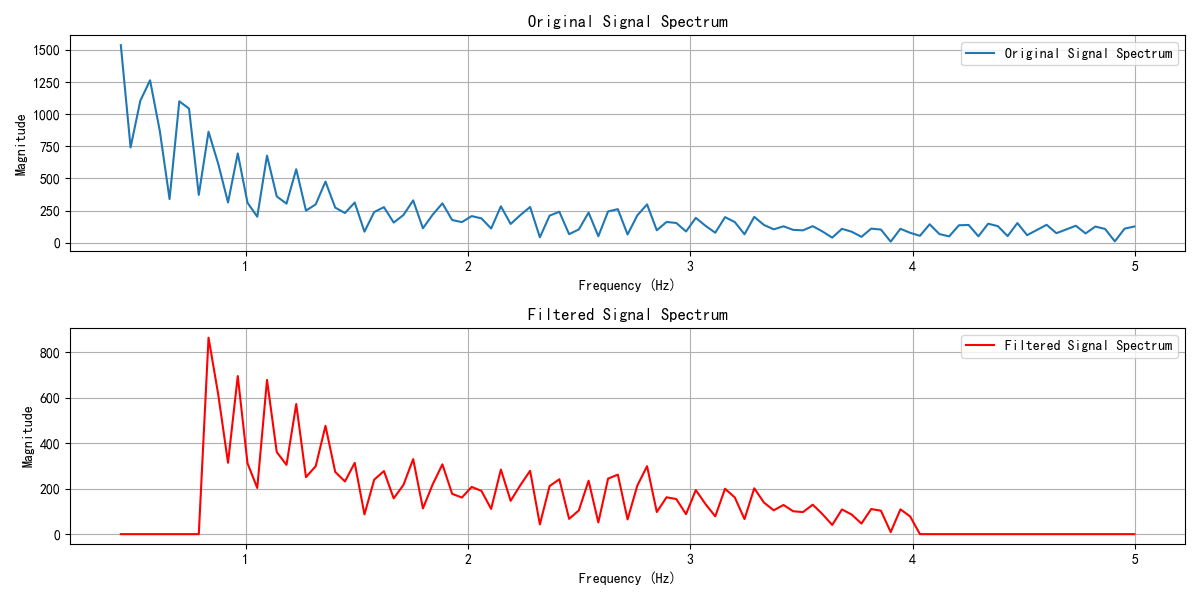 Original Signal Spectrum
Original Signal Spectrum
Magnitude
1500
1250
1000
750
500
250
0
1 2 3 4 5
Frequency (Hz)
Filtered Signal Spectrum
Filtered Signal Spectrum
Magnitude
800
600
400
200
0
1 2 3 4 5
Frequency (Hz)